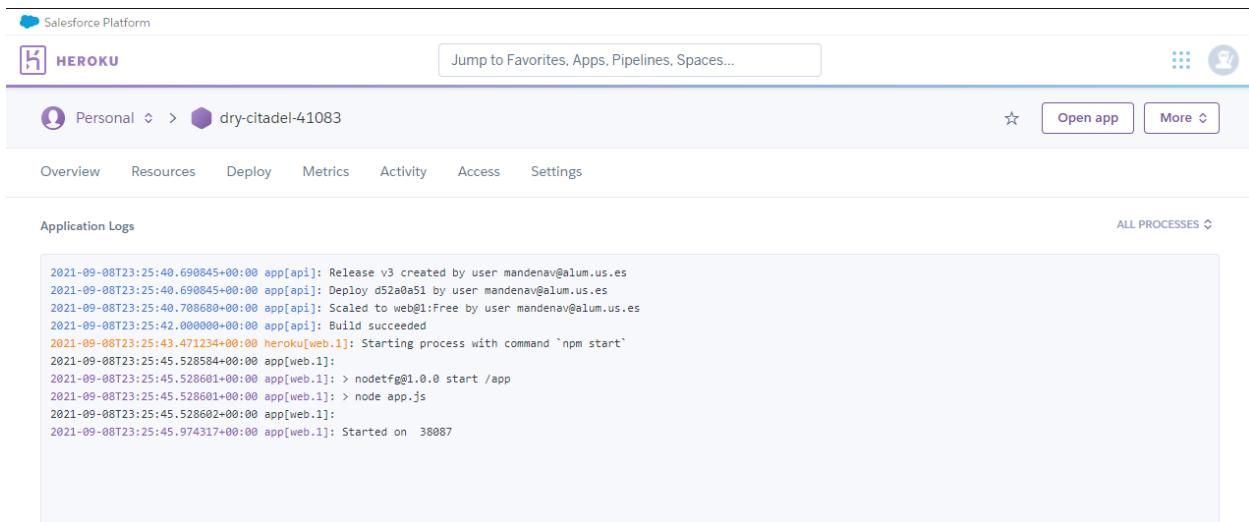 Salesforce Platform
HEROKU
Jump to Favorites, Apps, Pipelines, Spaces...
Personal > dry-citadel-41083
Open app
More
Overview Resources Deploy Metrics Activity Access Settings
Application Logs
ALL PROCESSES
2021-09-08T23:25:40.690845+00:00 app[api]: Release v3 created by user mandenav@alum.us.es
2021-09-08T23:25:40.690845+00:00 app[api]: Deploy d52a0a51 by user mandenav@alum.us.es
2021-09-08T23:25:40.708680+00:00 app[api]: Scaled to web@1:Free by user mandenav@alum.us.es
2021-09-08T23:25:42.000000+00:00 app[api]: Build succeeded
2021-09-08T23:25:43.471234+00:00 heroku[web.1]: Starting process with command `npm start`
2021-09-08T23:25:45.528584+00:00 app[web.1]:
2021-09-08T23:25:45.528601+00:00 app[web.1]: > nodetfg@1.0.0 start /app
2021-09-08T23:25:45.528601+00:00 app[web.1]: > node app.js
2021-09-08T23:25:45.528602+00:00 app[web.1]:
2021-09-08T23:25:45.974317+00:00 app[web.1]: Started on  38087